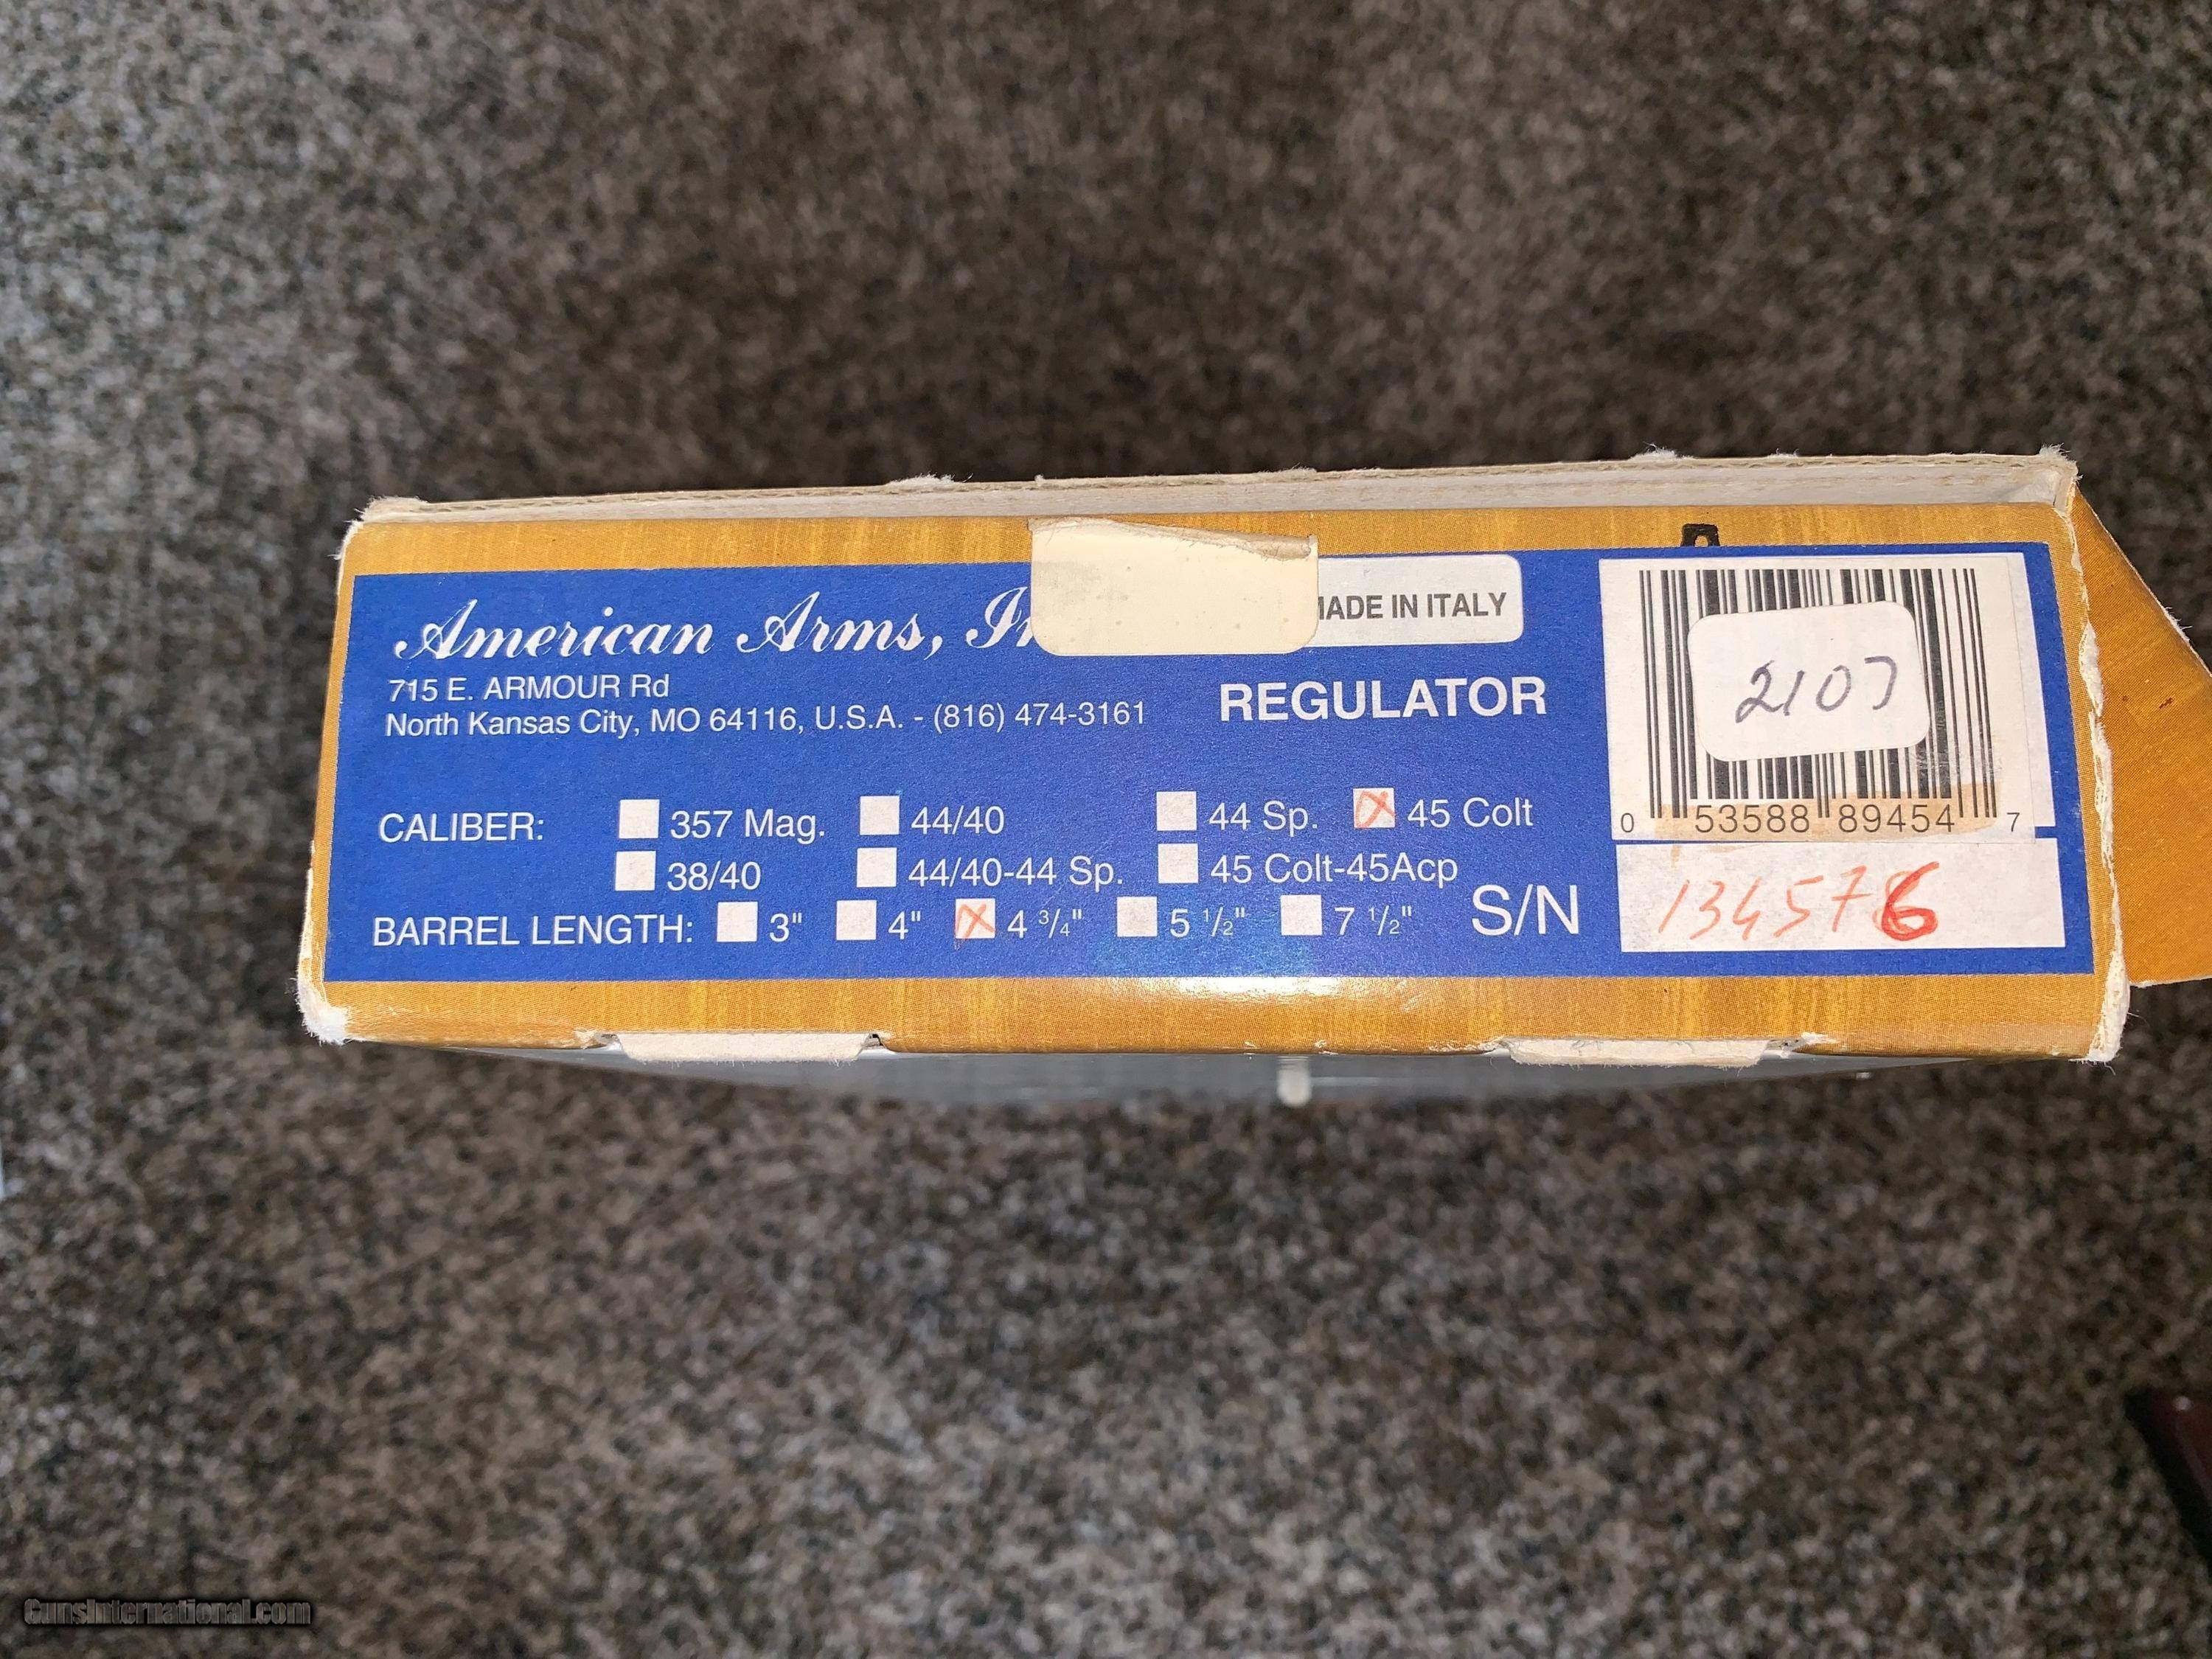 American Arms, In
MADE IN ITALY
715 E. ARMOUR Rd
North Kansas City, MO 64116, U.S.A. - (816) 474-3161
REGULATOR
2107
0 53588 89454 7
CALIBER: 357 Mag. 44/40 44 Sp. 45 Colt
38/40 44/40-44 Sp. 45 Colt-45Acp
BARREL LENGTH: 3" 4" 4 3/4" 5 1/2" 7 1/2"
S/N 134576
GunsInternational.com